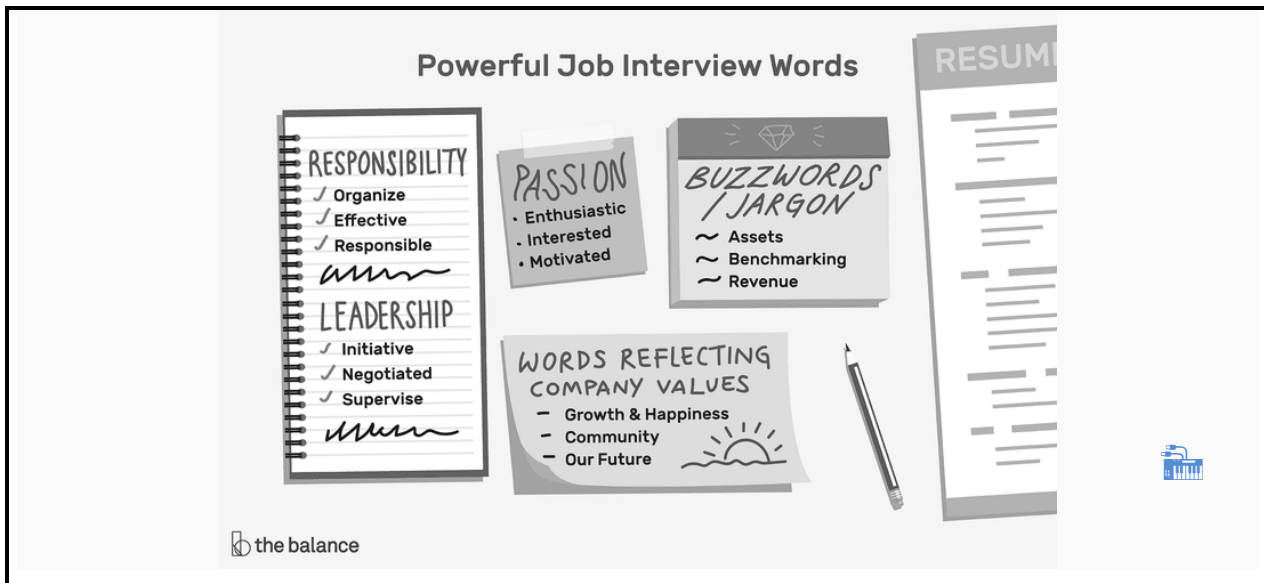 Powerful Job Interview Words
RESPONSIBILITY
Organize
Effective
Responsible
LEADERSHIP
Initiative
Negotiated
Supervise
PASSION
Enthusiastic
Interested
Motivated
BUZZWORDS
/ JARGON
Assets
Benchmarking
Revenue
WORDS REFLECTING
COMPANY VALUES
Growth & Happiness
Community
Our Future
RESUM
the balance